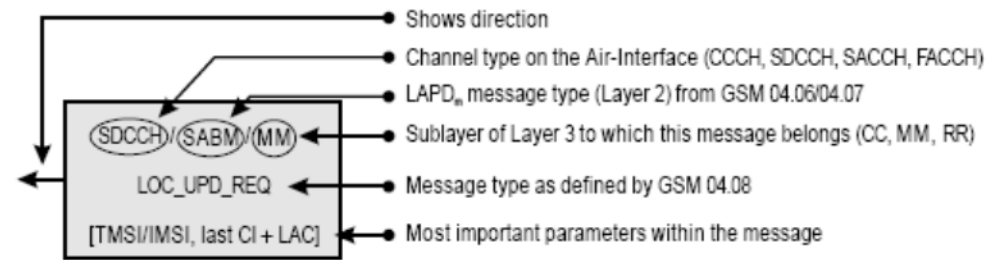 Shows direction
Channel type on the Air-Interface (CCCH, SDCCH, SACCH, FACCH)
LAPDm message type (Layer 2) from GSM 04.06/04.07
SDCCH/SABM/MM
Sublayer of Layer 3 to which this message belongs (CC, MM, RR)
LOC_UPD_REQ
Message type as defined by GSM 04.08
[TMSI/IMSI, last CI + LAC]
Most important parameters within the message